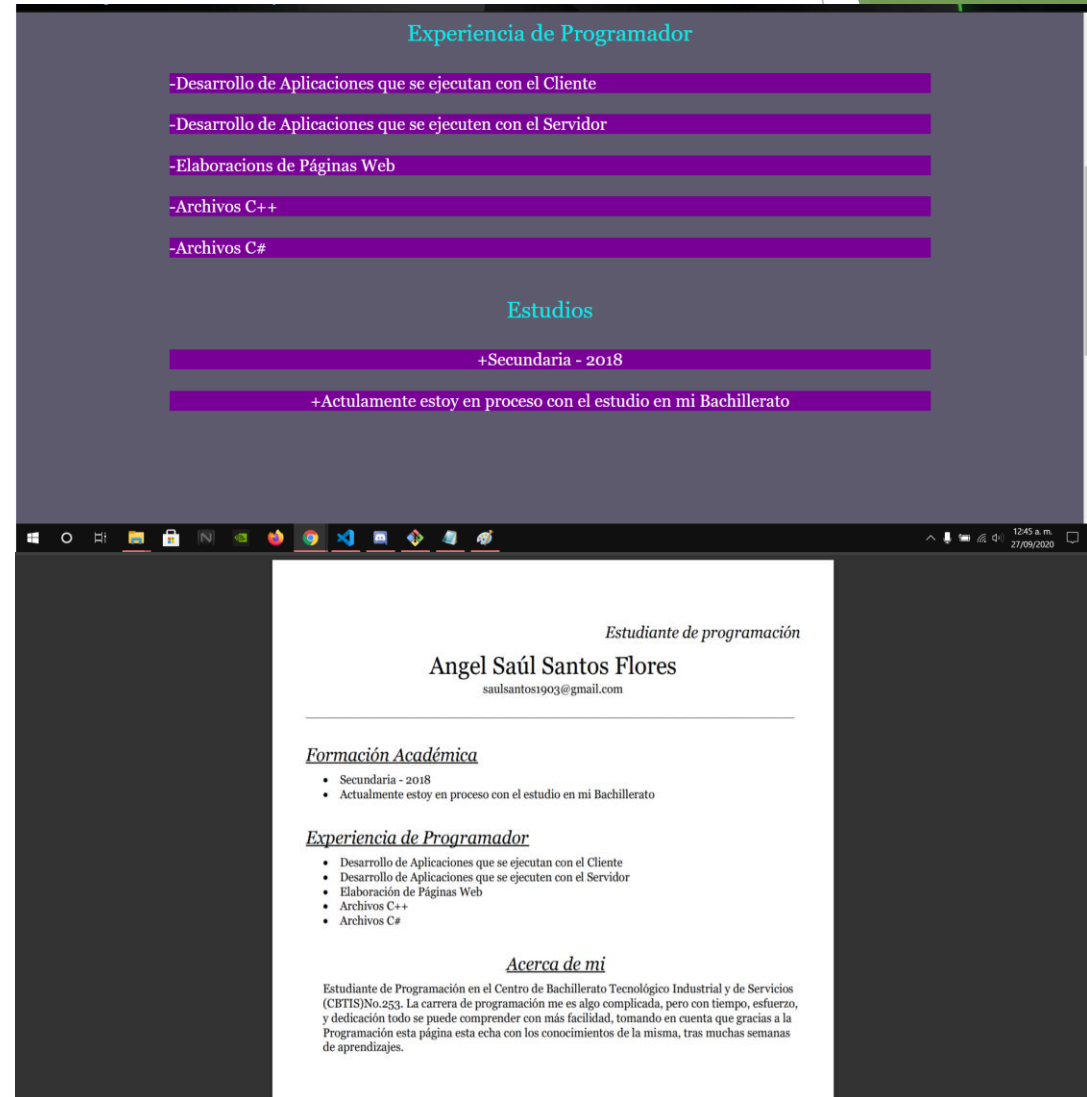 Experiencia de Programador
-Desarrollo de Aplicaciones que se ejecutan con el Cliente
-Desarrollo de Aplicaciones que se ejecuten con el Servidor
-Elaboracions de Páginas Web
-Archivos C++
-Archivos C#
Estudios
+Secundaria - 2018
+Actulamente estoy en proceso con el estudio en mi Bachillerato
12:45 a. m.
27/09/2020
Estudiante de programación
Angel Saúl Santos Flores
saulsantos1903@gmail.com
Formación Académica
• Secundaria - 2018
• Actualmente estoy en proceso con el estudio en mi Bachillerato
Experiencia de Programador
• Desarrollo de Aplicaciones que se ejecutan con el Cliente
• Desarrollo de Aplicaciones que se ejecuten con el Servidor
• Elaboración de Páginas Web
• Archivos C++
• Archivos C#
Acerca de mi
Estudiante de Programación en el Centro de Bachillerato Tecnológico Industrial y de Servicios
(CBTIS)No.253. La carrera de programación me es algo complicada, pero con tiempo, esfuerzo,
y dedicación todo se puede comprender con más facilidad, tomando en cuenta que gracias a la
Programación esta página esta echa con los conocimientos de la misma, tras muchas semanas
de aprendizajes.